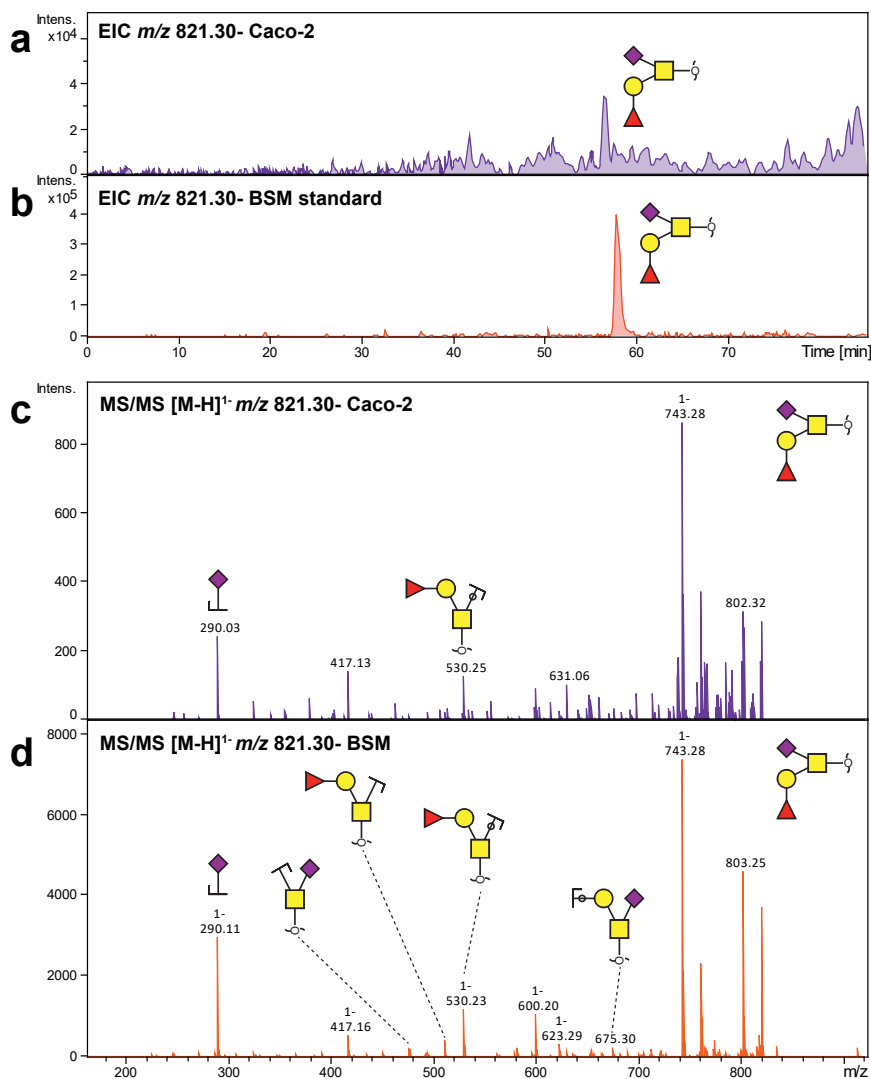 a
Intens.
x10⁴
EIC m/z 821.30- Caco-2
4
2
0
b
Intens.
x10⁵
EIC m/z 821.30- BSM standard
4
3
2
1
0
0 10 20 30 40 50 60 70 Time [min]
c
Intens.
MS/MS [M-H]¹⁻ m/z 821.30- Caco-2
800
600
400
200
0
290.03
417.13
530.25
631.06
1-
743.28
802.32
d
8000
MS/MS [M-H]¹⁻ m/z 821.30- BSM
6000
4000
2000
0
1-
290.11
1-
417.16
1-
530.23
1-
600.20
1-
623.29
675.30
1-
743.28
803.25
200 300 400 500 600 700 800 m/z